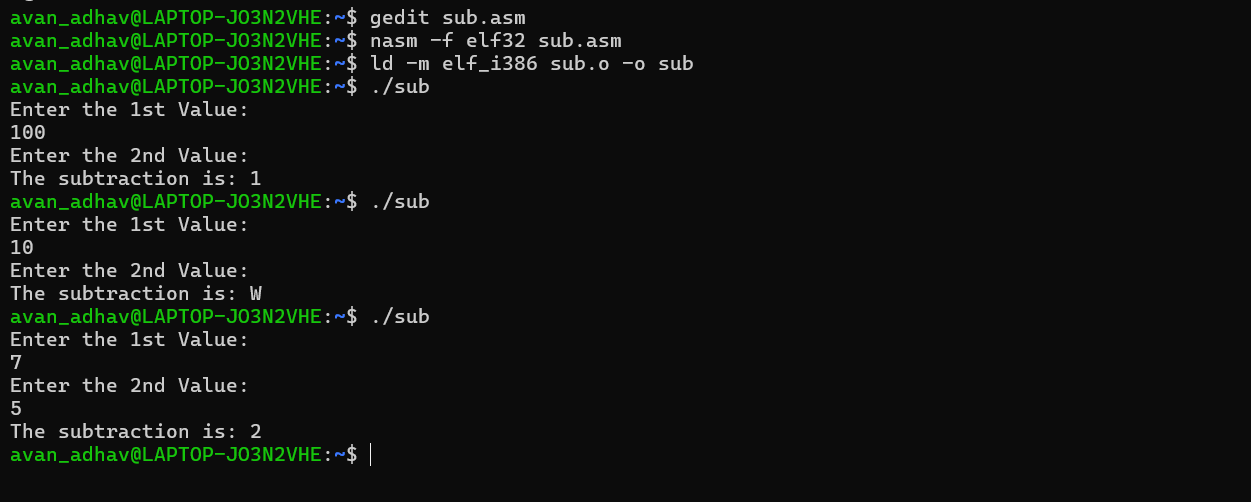 avan_adhav@LAPTOP-JO3N2VHE:~$ gedit sub.asm
avan_adhav@LAPTOP-JO3N2VHE:~$ nasm -f elf32 sub.asm
avan_adhav@LAPTOP-JO3N2VHE:~$ ld -m elf_i386 sub.o -o sub
avan_adhav@LAPTOP-JO3N2VHE:~$ ./sub
Enter the 1st Value:
100
Enter the 2nd Value:
The subtraction is: 1
avan_adhav@LAPTOP-JO3N2VHE:~$ ./sub
Enter the 1st Value:
10
Enter the 2nd Value:
The subtraction is: W
avan_adhav@LAPTOP-JO3N2VHE:~$ ./sub
Enter the 1st Value:
7
Enter the 2nd Value:
5
The subtraction is: 2
avan_adhav@LAPTOP-JO3N2VHE:~$